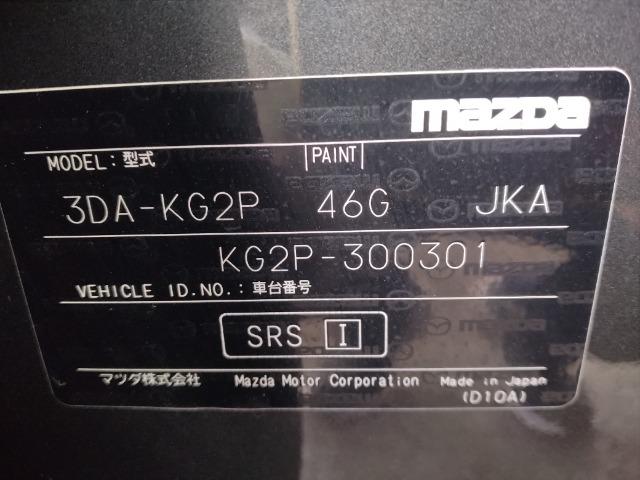 mazda
MODEL: 型式 PAINT
3DA-KG2P 46G JKA
KG2P-300301
VEHICLE ID.NO.: 車台番号
SRS I
マツダ株式会社 Mazda Motor Corporation Made in Japan
(D10A)